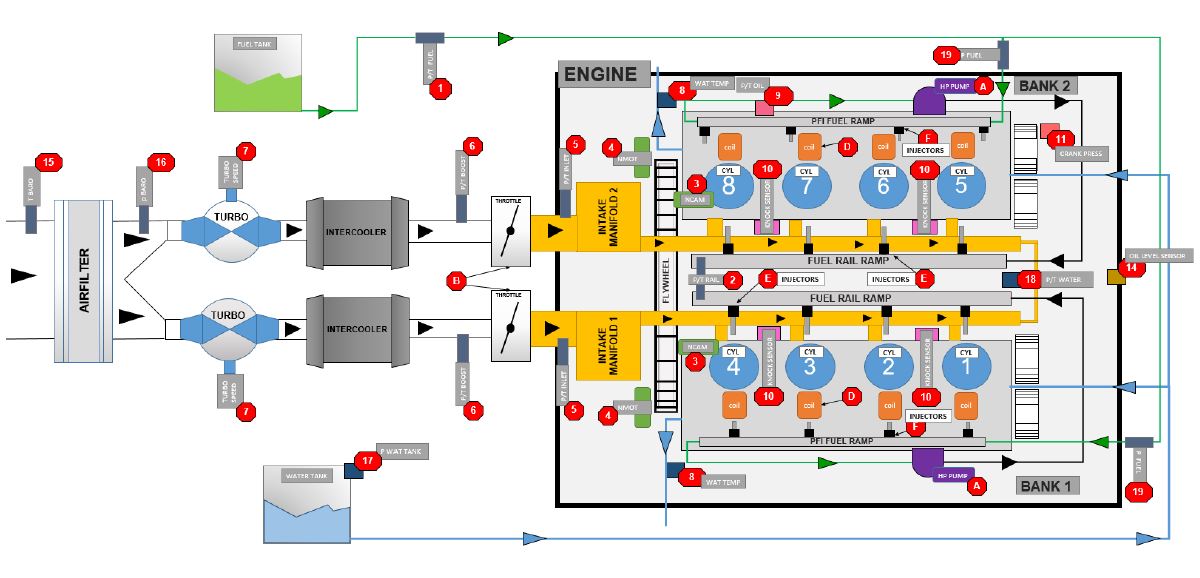 FUEL TANK
P/T FUEL
1
ENGINE
8
WAT TEMP
P/T OIL
9
HP PUMP
A
19
P FUEL
BANK 2
PFI FUEL RAMP
F
INJECTORS
11
CRANK PRESS
15
T BARO
16
P BARO
7
TURBO SPEED
6
P/T BOOST
5
P/T INLET
4
NMOT
coil
coil
D
coil
coil
CYL
8
CYL
7
CYL
6
CYL
5
3
NCAM
10
KNOCK SENSOR
10
KNOCK SENSOR
TURBO
INTERCOOLER
THROTTLE
INTAKE
MANIFOLD 2
AIRFILTER
FLYWHEEL
FUEL RAIL RAMP
B
P/T RAIL
2
E
INJECTORS
INJECTORS
E
18
P/T WATER
OIL LEVEL SENSOR
14
FUEL RAIL RAMP
TURBO
INTERCOOLER
THROTTLE
INTAKE
MANIFOLD 1
NCAM
3
CYL
4
CYL
3
CYL
2
CYL
1
KNOCK SENSOR
10
KNOCK SENSOR
10
TURBO SPEED
7
P/T BOOST
6
P/T INLET
5
4
NMOT
coil
coil
D
coil
coil
INJECTORS
F
PFI FUEL RAMP
8
WAT TEMP
HP PUMP
A
BANK 1
P FUEL
19
WATER TANK
17
P WAT TANK